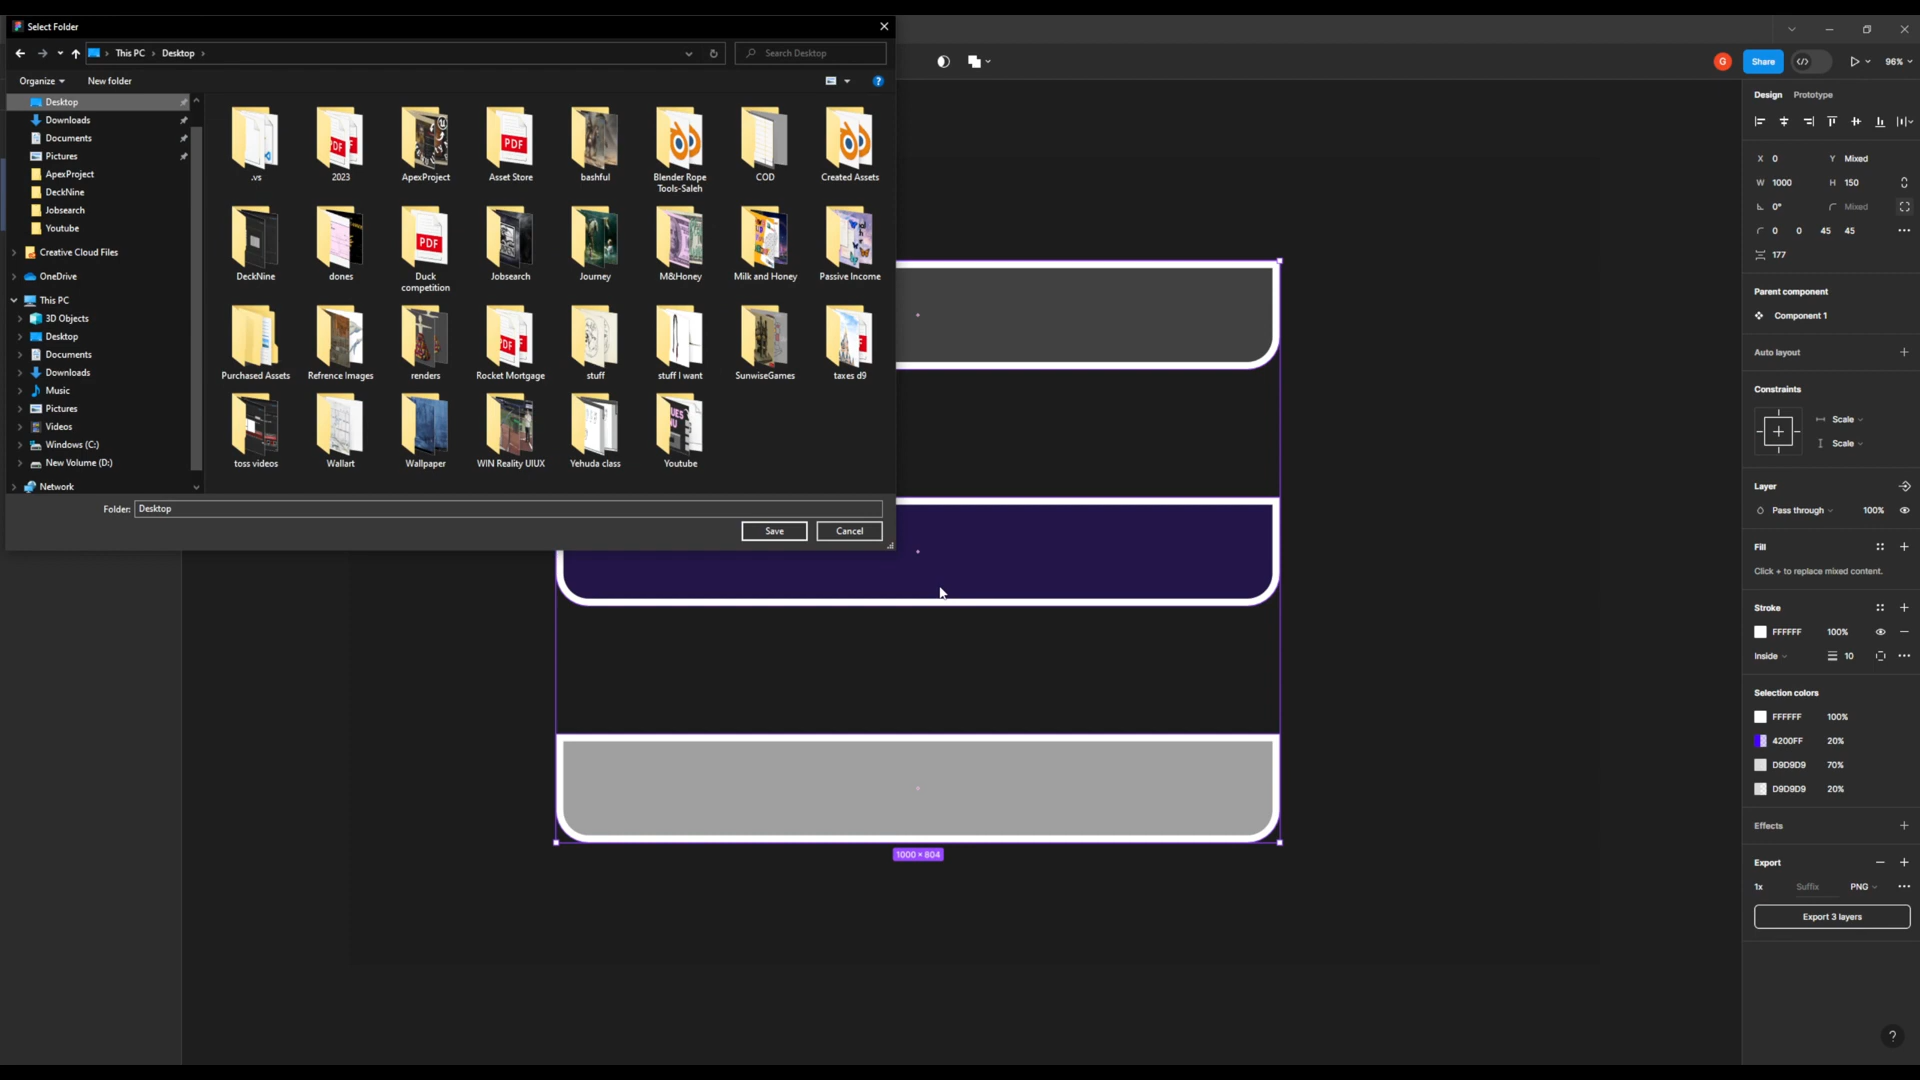 Select Folder
This PC Desktop
Search Desktop
Organize New folder
Desktop
Downloads
Documents
Pictures
ApexProject
DeckNine
Jobsearch
Youtube
Creative Cloud Files
OneDrive
This PC
3D Objects
Desktop
Documents
Downloads
Music
Pictures
Videos
Windows (C:)
New Volume (D:)
Network
.vs 2023 ApexProject Asset Store bashful Blender Rope COD Created Assets
Tools-Saleh
DeckNine dones Duck Jobsearch Journey M&Honey Milk and Honey Passive Income
competition
Purchased Assets Refrence Images renders Rocket Mortgage stuff stuff I want SunwiseGames taxes d9
toss videos Wallart Wallpaper WIN Reality UIUX Yehuda class Youtube
PDF
PDF
PDF
PDF
Folder: Desktop
Save Cancel
1000 × 804
G Share 96%
Design Prototype
X 0 Y Mixed
W 1000 H 150
0° Mixed
0 0 45 45
177
Parent component
Component 1
Auto layout
Constraints
Scale
Scale
Layer
Pass through 100%
Fill
Click + to replace mixed content.
Stroke
FFFFFF 100%
Inside 10
Selection colors
FFFFFF 100%
4200FF 20%
D9D9D9 70%
D9D9D9 20%
Effects
Export
1x Suffix PNG
Export 3 layers
?